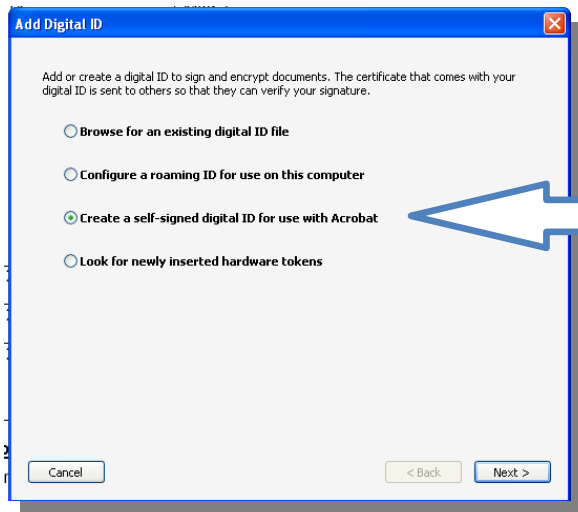 Add Digital ID
Add or create a digital ID to sign and encrypt documents. The certificate that comes with your
digital ID is sent to others so that they can verify your signature.
Browse for an existing digital ID file
Configure a roaming ID for use on this computer
Create a self-signed digital ID for use with Acrobat
Look for newly inserted hardware tokens
Cancel
< Back
Next >